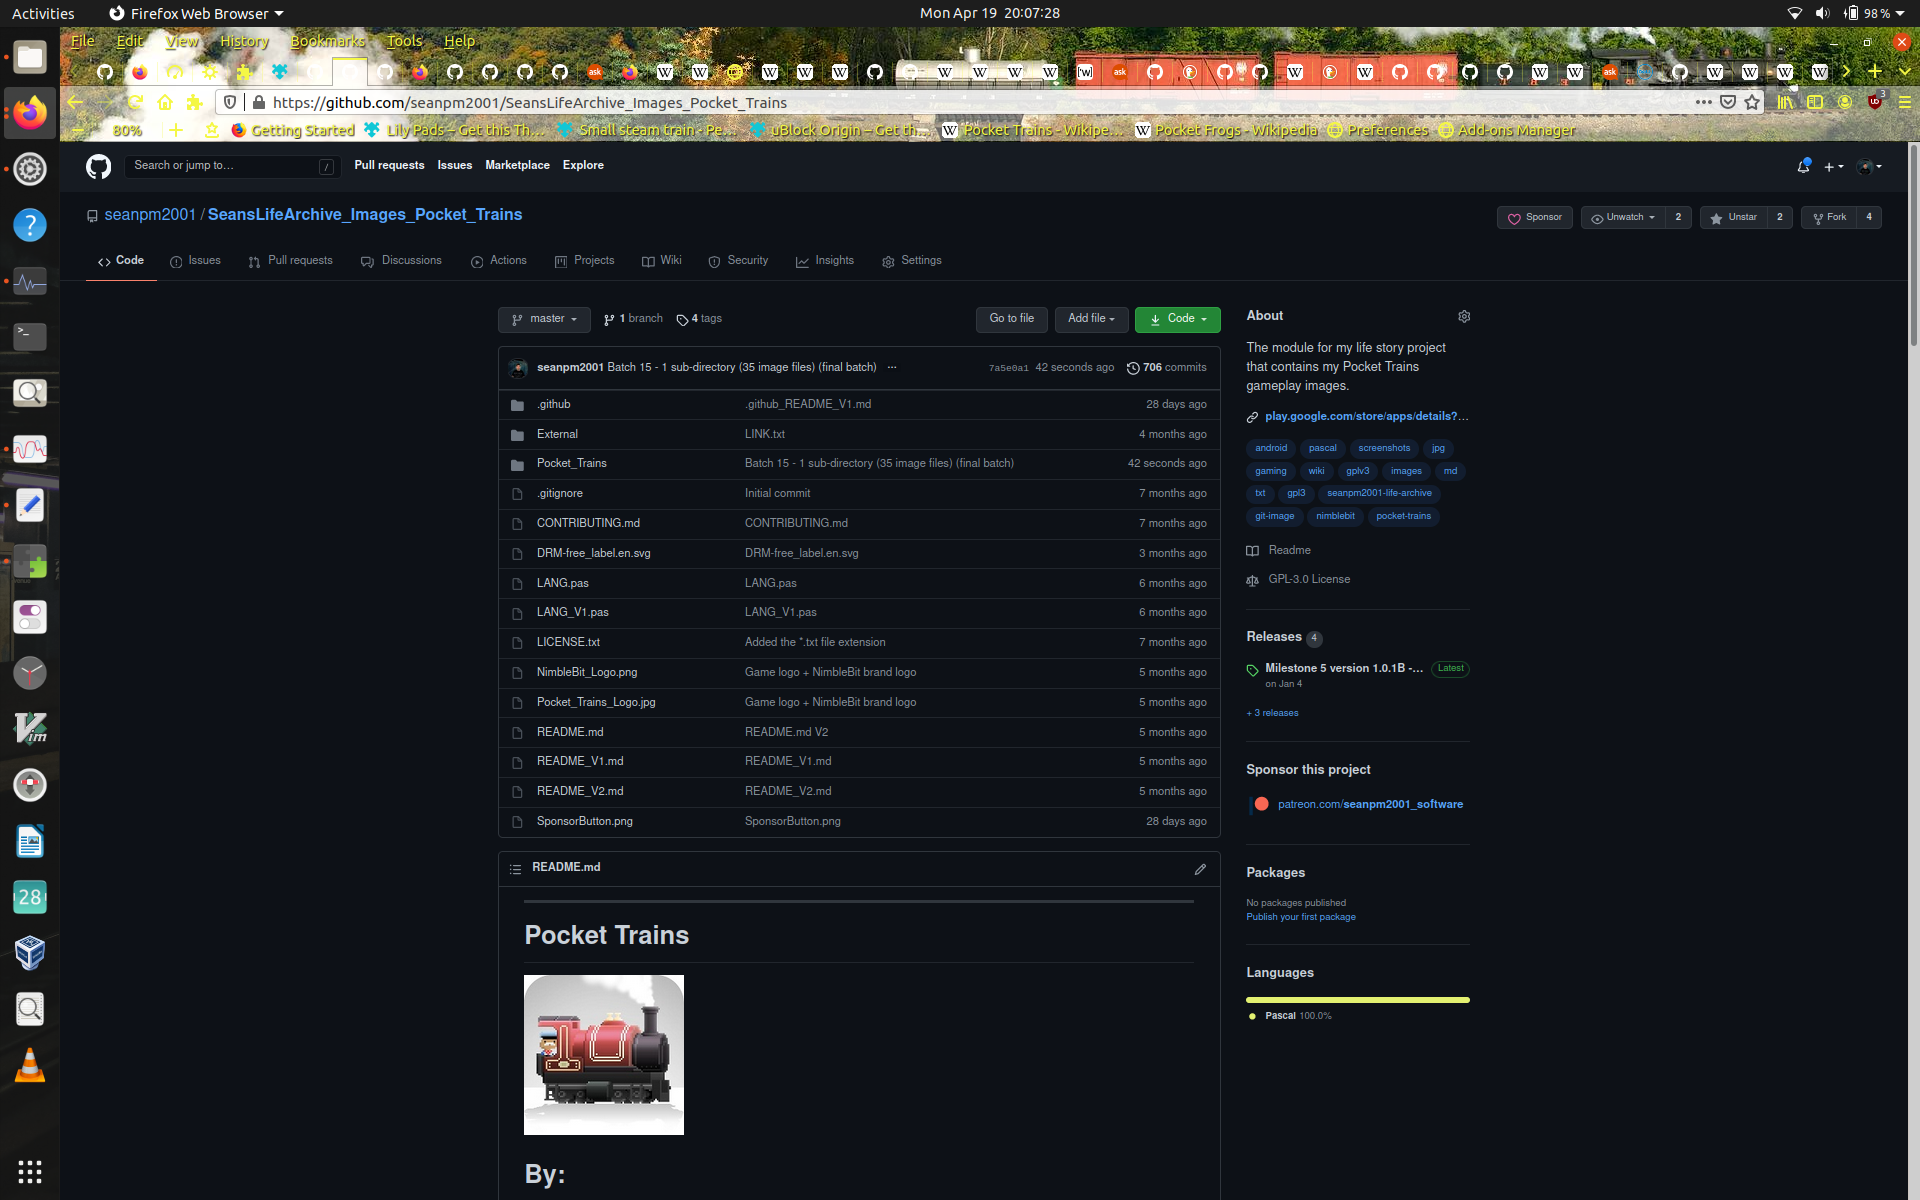 Activities Firefox Web Browser Mon Apr 19 20:07:28 98 %
File Edit View History Bookmarks Tools Help
https://github.com/seanpm2001/SeansLifeArchive_Images_Pocket_Trains
80% Getting Started Lily Pads – Get this Th… Small steam train - Pe… uBlock Origin – Get th… Pocket Trains - Wikipe… Pocket Frogs - Wikipedia Preferences Add-ons Manager
Search or jump to… / Pull requests Issues Marketplace Explore
seanpm2001 / SeansLifeArchive_Images_Pocket_Trains Sponsor Unwatch 2 Unstar 2 Fork 4
Code Issues Pull requests Discussions Actions Projects Wiki Security Insights Settings
master 1 branch 4 tags Go to file Add file Code
seanpm2001 Batch 15 - 1 sub-directory (35 image files) (final batch) ... 7a5e0a1 42 seconds ago 706 commits
.github .github_README_V1.md 28 days ago
External LINK.txt 4 months ago
Pocket_Trains Batch 15 - 1 sub-directory (35 image files) (final batch) 42 seconds ago
.gitignore Initial commit 7 months ago
CONTRIBUTING.md CONTRIBUTING.md 7 months ago
DRM-free_label.en.svg DRM-free_label.en.svg 3 months ago
LANG.pas LANG.pas 6 months ago
LANG_V1.pas LANG_V1.pas 6 months ago
LICENSE.txt Added the *.txt file extension 7 months ago
NimbleBit_Logo.png Game logo + NimbleBit brand logo 5 months ago
Pocket_Trains_Logo.jpg Game logo + NimbleBit brand logo 5 months ago
README.md README.md V2 5 months ago
README_V1.md README_V1.md 5 months ago
README_V2.md README_V2.md 5 months ago
SponsorButton.png SponsorButton.png 28 days ago
README.md
Pocket Trains
By:
About
The module for my life story project
that contains my Pocket Trains
gameplay images.
play.google.com/store/apps/details?…
android pascal screenshots jpg
gaming wiki gplv3 images md
txt gpl3 seanpm2001-life-archive
git-image nimblebit pocket-trains
Readme
GPL-3.0 License
Releases 4
Milestone 5 version 1.0.1B -… Latest
on Jan 4
+ 3 releases
Sponsor this project
patreon.com/seanpm2001_software
Packages
No packages published
Publish your first package
Languages
Pascal 100.0%
28